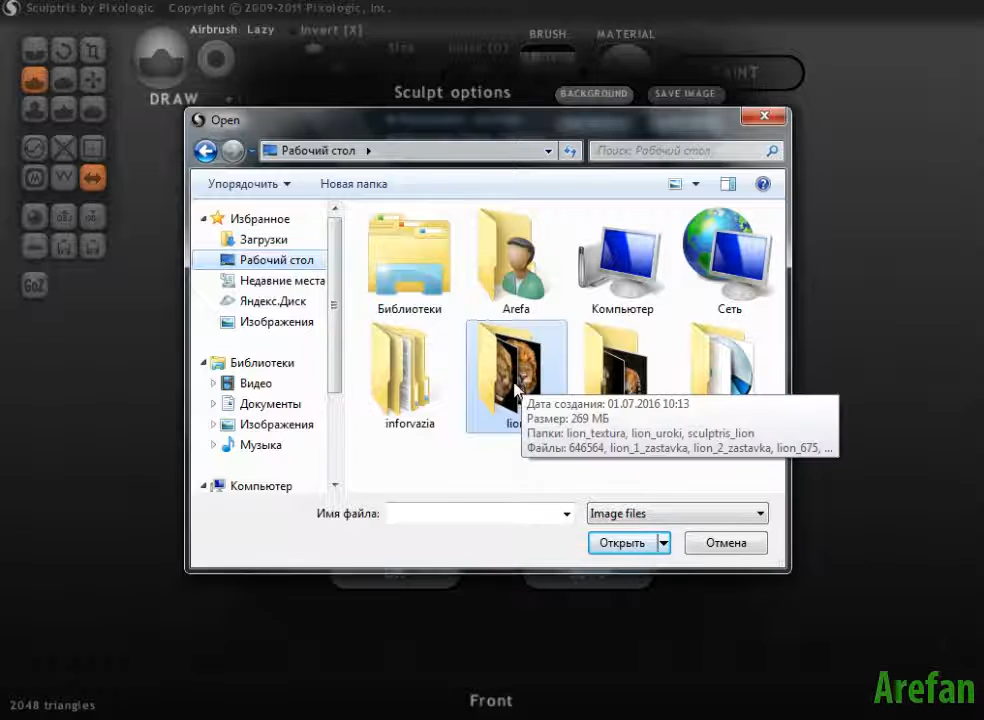 Sculptris by Pixologic Copyright © 2009-2011 Pixologic, Inc.
Airbrush Lazy Invert [X]
BRUSH
MATERIAL
Size
DRAW
Sculpt options
BACKGROUND
SAVE IMAGE
Open
Рабочий стол
Поиск: Рабочий стол
Упорядочить
Новая папка
Избранное
Загрузки
Рабочий стол
Недавние места
Яндекс.Диск
Изображения
Библиотеки
Видео
Документы
Изображения
Музыка
Компьютер
Библиотеки
Arefa
Компьютер
Сеть
inforvazia
Дата создания: 01.07.2016 10:13
Размер: 269 МБ
Папки: lion_textura, lion_uroki, sculptris_lion
Файлы: 646564, lion_1_zastavka, lion_2_zastavka, lion_675, ...
Имя файла:
Image files
Открыть
Отмена
GoZ
2048 triangles
Front
Arefan